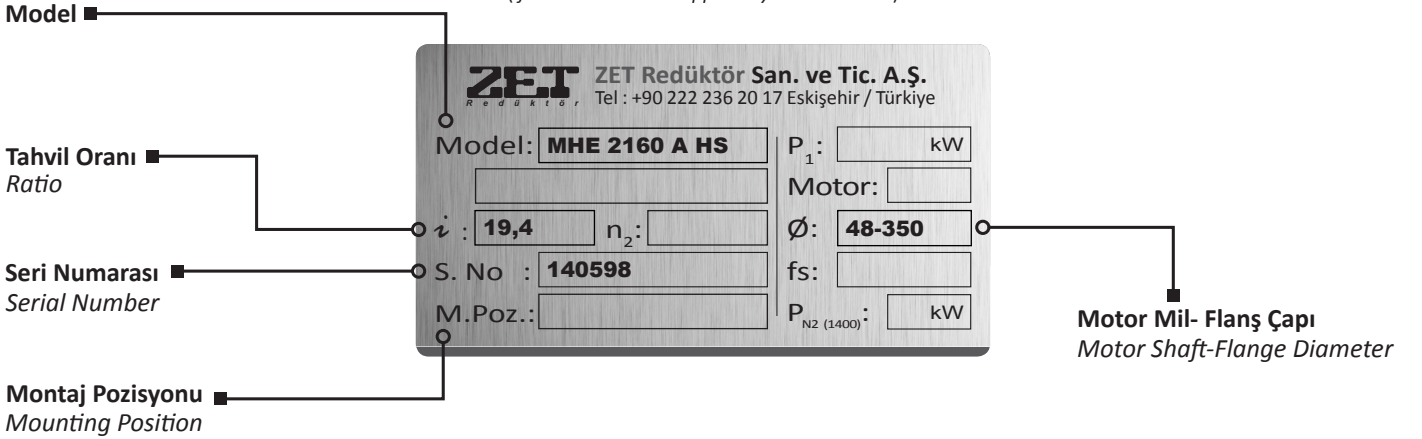 Model
ZET
Redüktör
ZET Redüktör San. ve Tic. A.Ş.
Tel : +90 222 236 20 17 Eskişehir / Türkiye
Model: MHE 2160 A HS
P1: kW
Motor:
Tahvil Oranı
Ratio
i : 19,4 n2:
Ø: 48-350
Seri Numarası
Serial Number
S. No : 140598
fs:
M.Poz.:
PN2 (1400): kW
Motor Mil- Flanş Çapı
Motor Shaft-Flange Diameter
Montaj Pozisyonu
Mounting Position